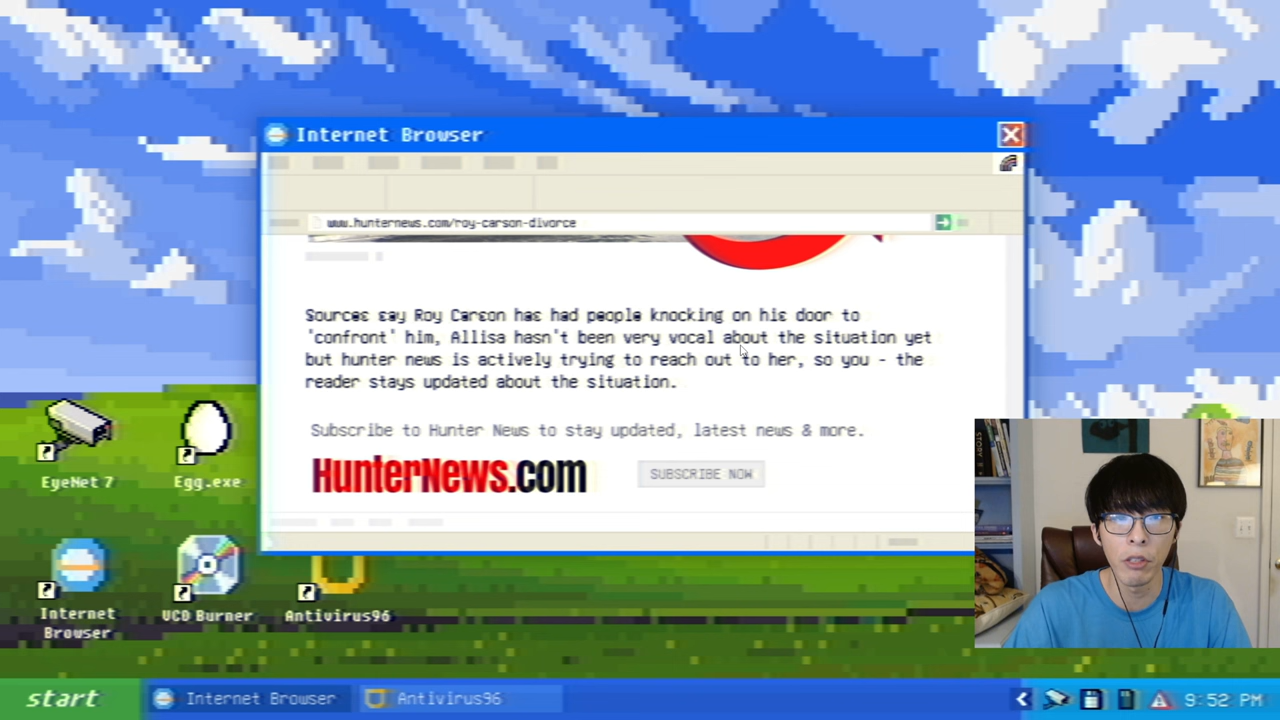 Internet Browser
www.hunternews.com/roy-carson-divorce
Sources say Roy Carson has had people knocking on his door to
'confront' him, Allisa hasn't been very vocal about the situation yet
but hunter news is actively trying to reach out to her, so you - the
reader stays updated about the situation.
Subscribe to Hunter News to stay updated, latest news & more.
HunterNews.com
SUBSCRIBE NOW
EyeNet 7
Egg.exe
Internet
Browser
VCD Burner
Antivirus96
STORY
start
Internet Browser
Antivirus96
9:52 PM